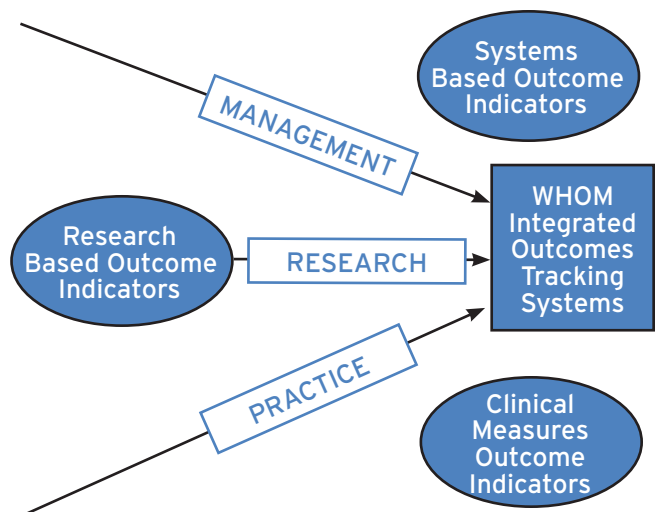 Systems
Based Outcome
Indicators
MANAGEMENT
WHOM
Integrated
Outcomes
Tracking
Systems
Research
Based Outcome
Indicators
RESEARCH
PRACTICE
Clinical
Measures
Outcome
Indicators